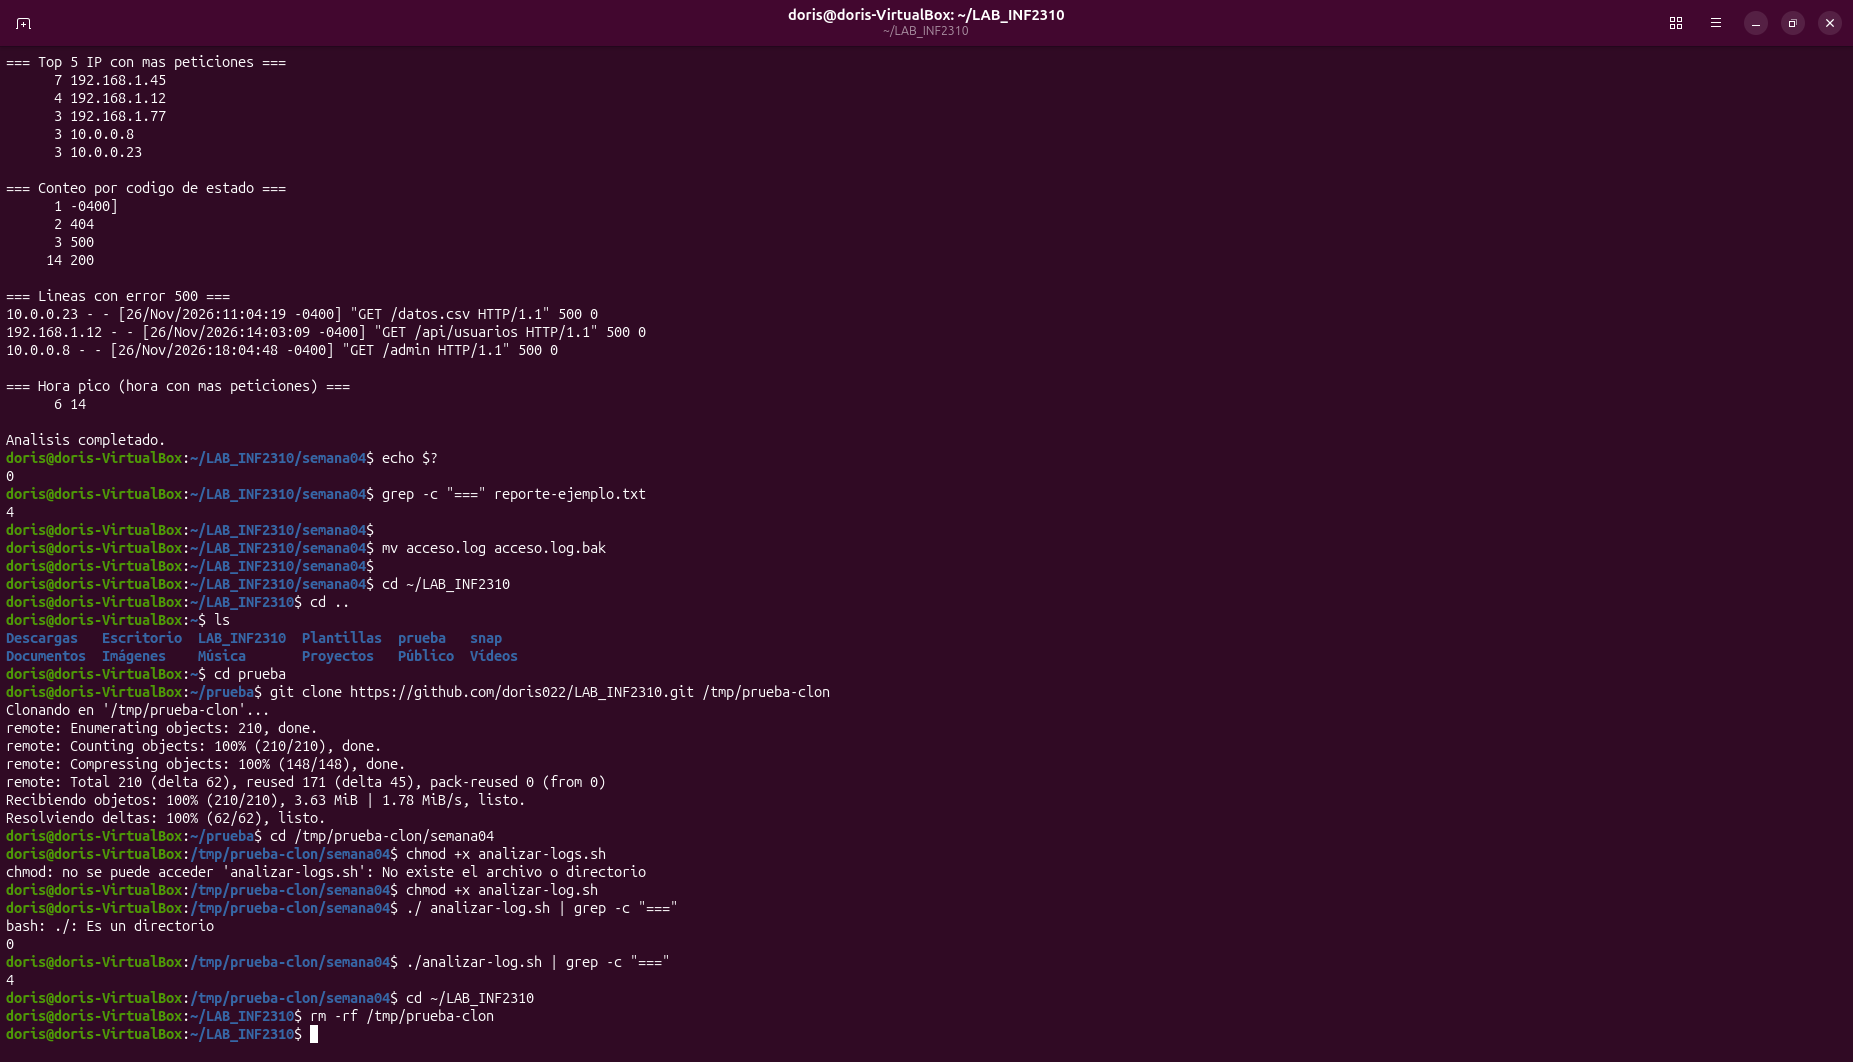 doris@doris-VirtualBox: ~/LAB_INF2310
~/LAB_INF2310
=== Top 5 IP con mas peticiones ===
      7 192.168.1.45
      4 192.168.1.12
      3 192.168.1.77
      3 10.0.0.8
      3 10.0.0.23
=== Conteo por codigo de estado ===
      1 -0400]
      2 404
      3 500
     14 200
=== Lineas con error 500 ===
10.0.0.23 - - [26/Nov/2026:11:04:19 -0400] "GET /datos.csv HTTP/1.1" 500 0
192.168.1.12 - - [26/Nov/2026:14:03:09 -0400] "GET /api/usuarios HTTP/1.1" 500 0
10.0.0.8 - - [26/Nov/2026:18:04:48 -0400] "GET /admin HTTP/1.1" 500 0
=== Hora pico (hora con mas peticiones) ===
      6 14
Analisis completado.
doris@doris-VirtualBox:~/LAB_INF2310/semana04$ echo $?
0
doris@doris-VirtualBox:~/LAB_INF2310/semana04$ grep -c "===" reporte-ejemplo.txt
4
doris@doris-VirtualBox:~/LAB_INF2310/semana04$
doris@doris-VirtualBox:~/LAB_INF2310/semana04$ mv acceso.log acceso.log.bak
doris@doris-VirtualBox:~/LAB_INF2310/semana04$
doris@doris-VirtualBox:~/LAB_INF2310/semana04$ cd ~/LAB_INF2310
doris@doris-VirtualBox:~/LAB_INF2310$ cd ..
doris@doris-VirtualBox:~$ ls
Descargas   Escritorio  LAB_INF2310  Plantillas  prueba   snap
Documentos  Imágenes    Música       Proyectos   Público  Vídeos
doris@doris-VirtualBox:~$ cd prueba
doris@doris-VirtualBox:~/prueba$ git clone https://github.com/doris022/LAB_INF2310.git /tmp/prueba-clon
Clonando en '/tmp/prueba-clon'...
remote: Enumerating objects: 210, done.
remote: Counting objects: 100% (210/210), done.
remote: Compressing objects: 100% (148/148), done.
remote: Total 210 (delta 62), reused 171 (delta 45), pack-reused 0 (from 0)
Recibiendo objetos: 100% (210/210), 3.63 MiB | 1.78 MiB/s, listo.
Resolviendo deltas: 100% (62/62), listo.
doris@doris-VirtualBox:~/prueba$ cd /tmp/prueba-clon/semana04
doris@doris-VirtualBox:/tmp/prueba-clon/semana04$ chmod +x analizar-logs.sh
chmod: no se puede acceder 'analizar-logs.sh': No existe el archivo o directorio
doris@doris-VirtualBox:/tmp/prueba-clon/semana04$ chmod +x analizar-log.sh
doris@doris-VirtualBox:/tmp/prueba-clon/semana04$ ./ analizar-log.sh | grep -c "==="
bash: ./: Es un directorio
0
doris@doris-VirtualBox:/tmp/prueba-clon/semana04$ ./analizar-log.sh | grep -c "==="
4
doris@doris-VirtualBox:/tmp/prueba-clon/semana04$ cd ~/LAB_INF2310
doris@doris-VirtualBox:~/LAB_INF2310$ rm -rf /tmp/prueba-clon
doris@doris-VirtualBox:~/LAB_INF2310$